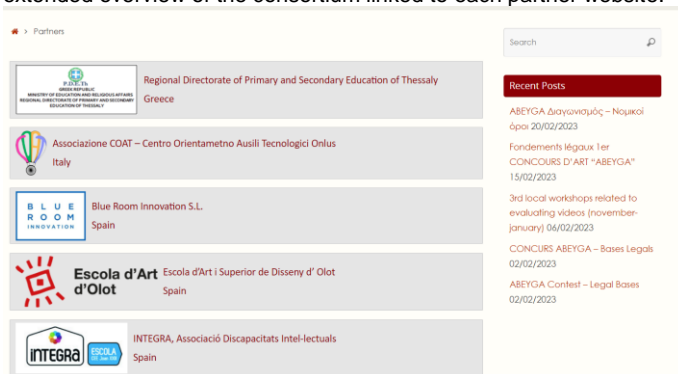 extended overview of the consortium linked to each partner website.
> Partners
Search
P.D.E.Th.
GREEK REPUBLIC
MINISTRY OF EDUCATION AND RELIGIOUS AFFAIRS
REGIONAL DIRECTORATE OF PRIMARY AND SECONDARY
EDUCATION OF THESSALY
Regional Directorate of Primary and Secondary Education of Thessaly
Greece
Associazione COAT – Centro Orientametno Ausili Tecnologici Onlus
Italy
BLUE
ROOM
INNOVATION
Blue Room Innovation S.L.
Spain
Escola d'Art
d'Olot
Escola d'Art i Superior de Disseny d' Olot
Spain
INTEGRA
ESCOLA
INTEGRA, Associació Discapacitats Intel-lectuals
Spain
Recent Posts
ABEYGA Διαγωνισμός – Νομικοί
όροι 20/02/2023
Fondements légaux 1er
CONCOURS D'ART "ABEYGA"
15/02/2023
3rd local workshops related to
evaluating videos (november-
january) 06/02/2023
CONCURS ABEYGA – Bases Legals
02/02/2023
ABEYGA Contest – Legal Bases
02/02/2023